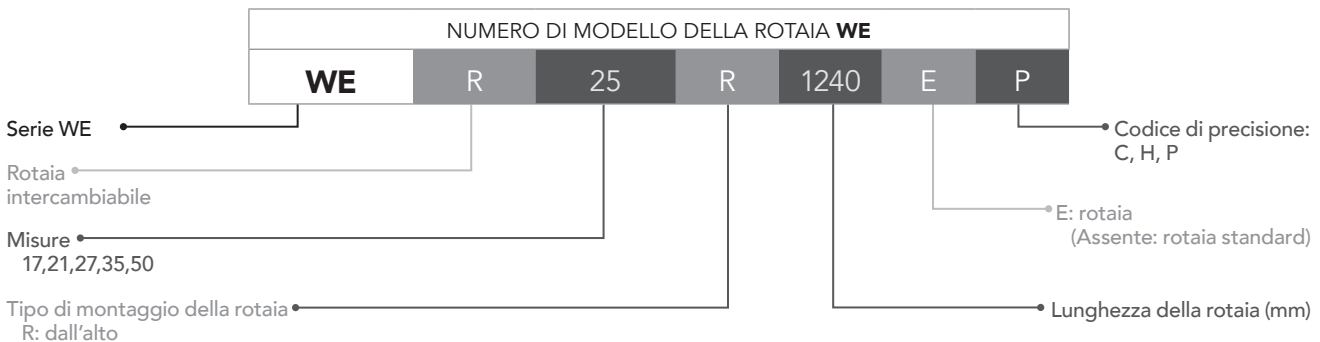 NUMERO DI MODELLO DELLA ROTAIA WE
WE R 25 R 1240 E P
Serie WE
Codice di precisione:
C, H, P
Rotaia
intercambiabile
E: rotaia
(Assente: rotaia standard)
Misure
17,21,27,35,50
Tipo di montaggio della rotaia
R: dall'alto
Lunghezza della rotaia (mm)